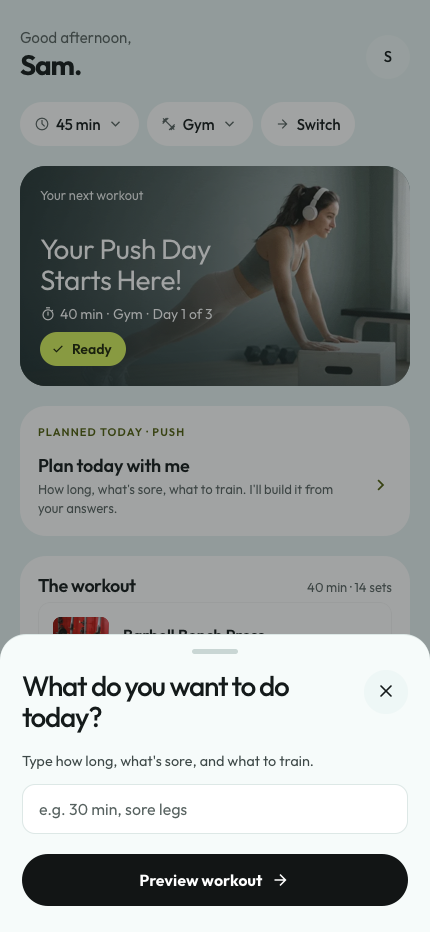 Good afternoon,
Sam.
S
45 min
Gym
Switch
Your next workout
Your Push Day
Starts Here!
40 min · Gym · Day 1 of 3
Ready
PLANNED TODAY · PUSH
Plan today with me
How long, what's sore, what to train. I'll build it from
your answers.
The workout
40 min · 14 sets
Barbell Bench Press
What do you want to do
today?
Type how long, what's sore, and what to train.
e.g. 30 min, sore legs
Preview workout